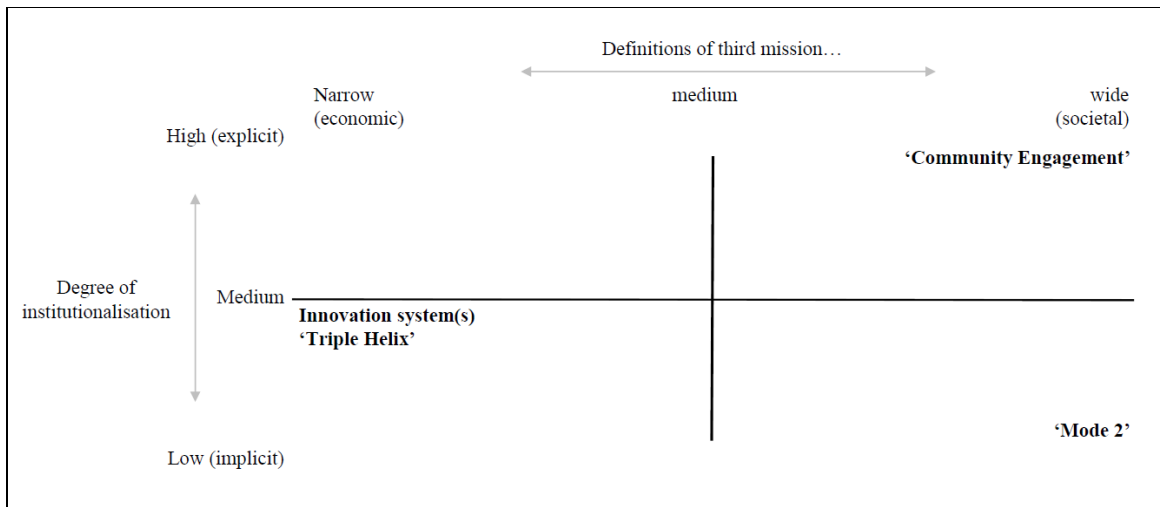 Definitions of third mission…
Narrow
(economic)
medium
wide
(societal)
High (explicit)
‘Community Engagement’
Degree of
institutionalisation
Medium
Innovation system(s)
‘Triple Helix’
‘Mode 2’
Low (implicit)